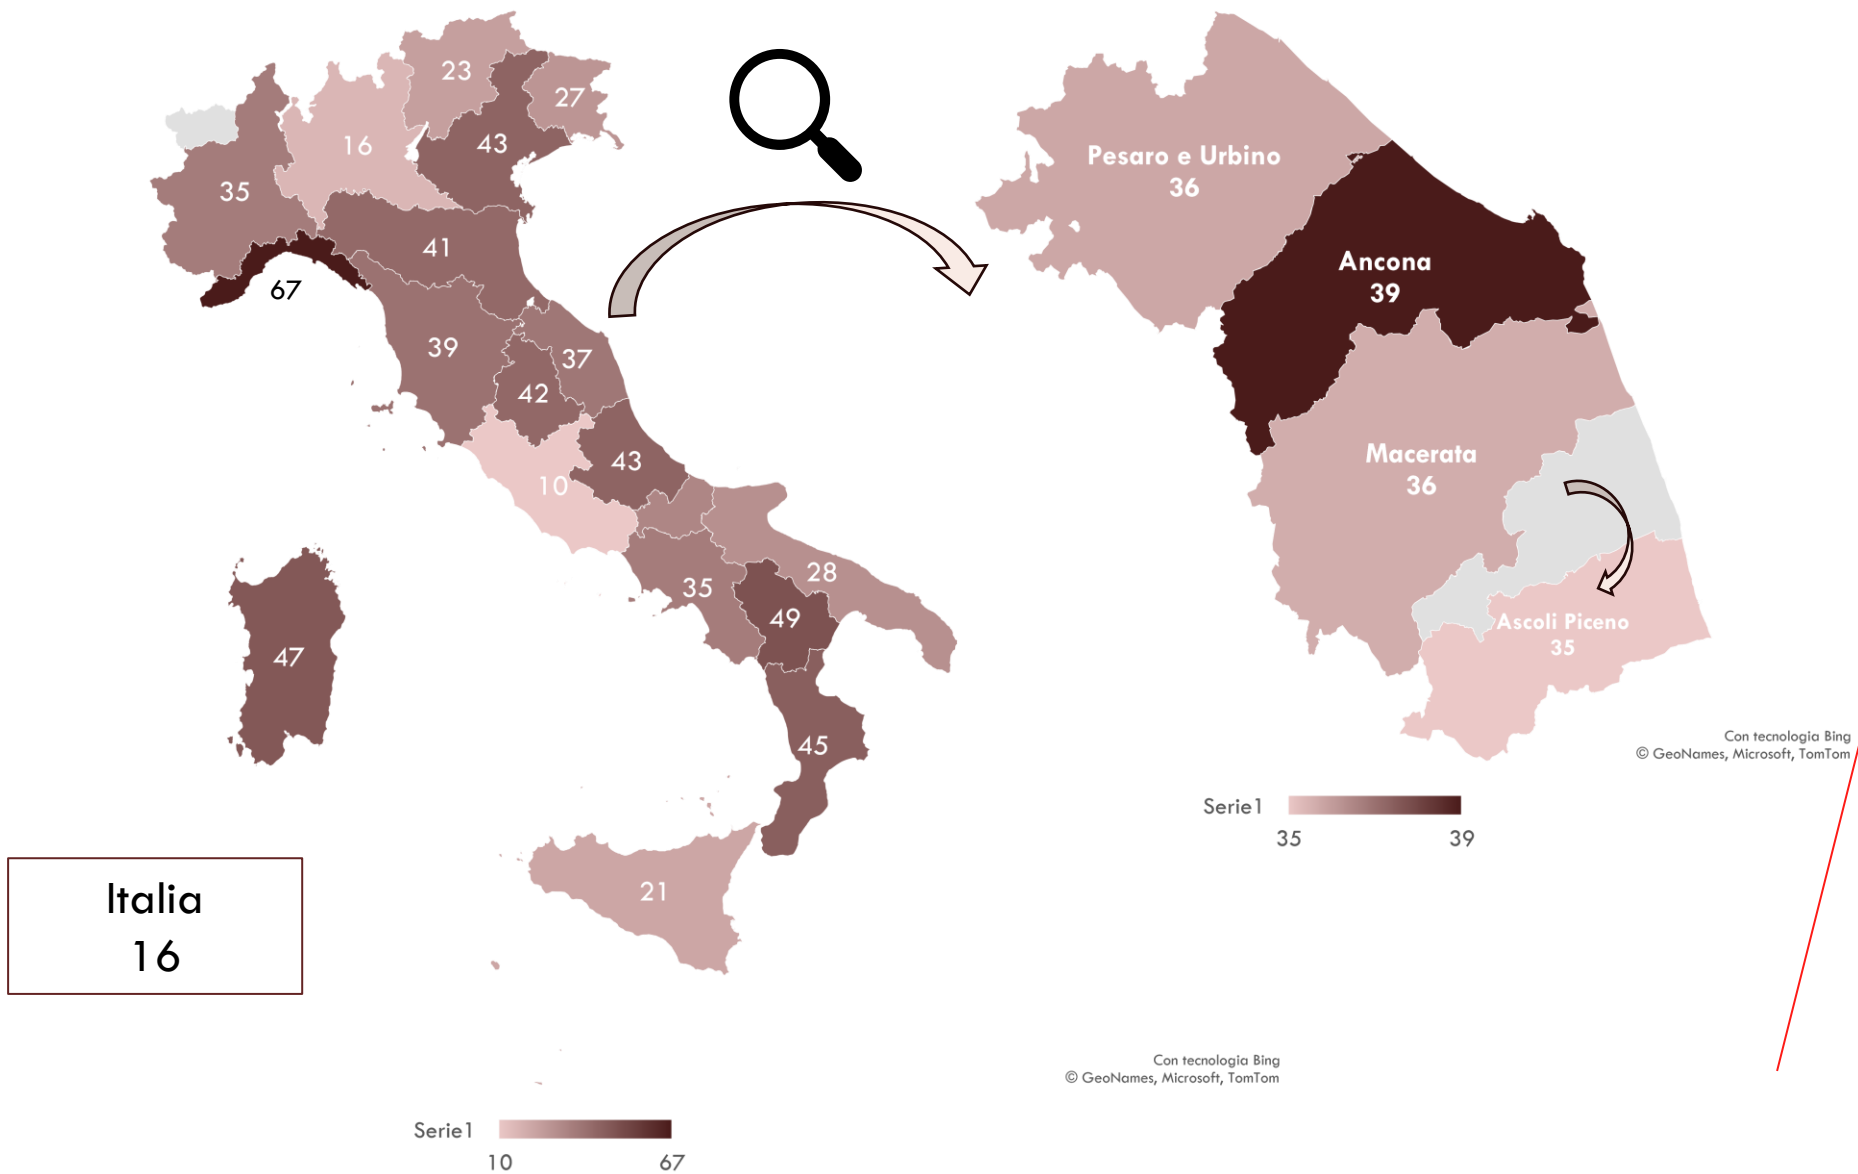 23
27
16
43
35
41
67
39
37
42
43
10
35
28
49
47
45
21
Italia
16
Con tecnologia Bing
© GeoNames, Microsoft, TomTom
Serie1
10
67
Pesaro e Urbino
36
Ancona
39
Macerata
36
Ascoli Piceno
35
Con tecnologia Bing
© GeoNames, Microsoft, TomTom
Serie1
35
39